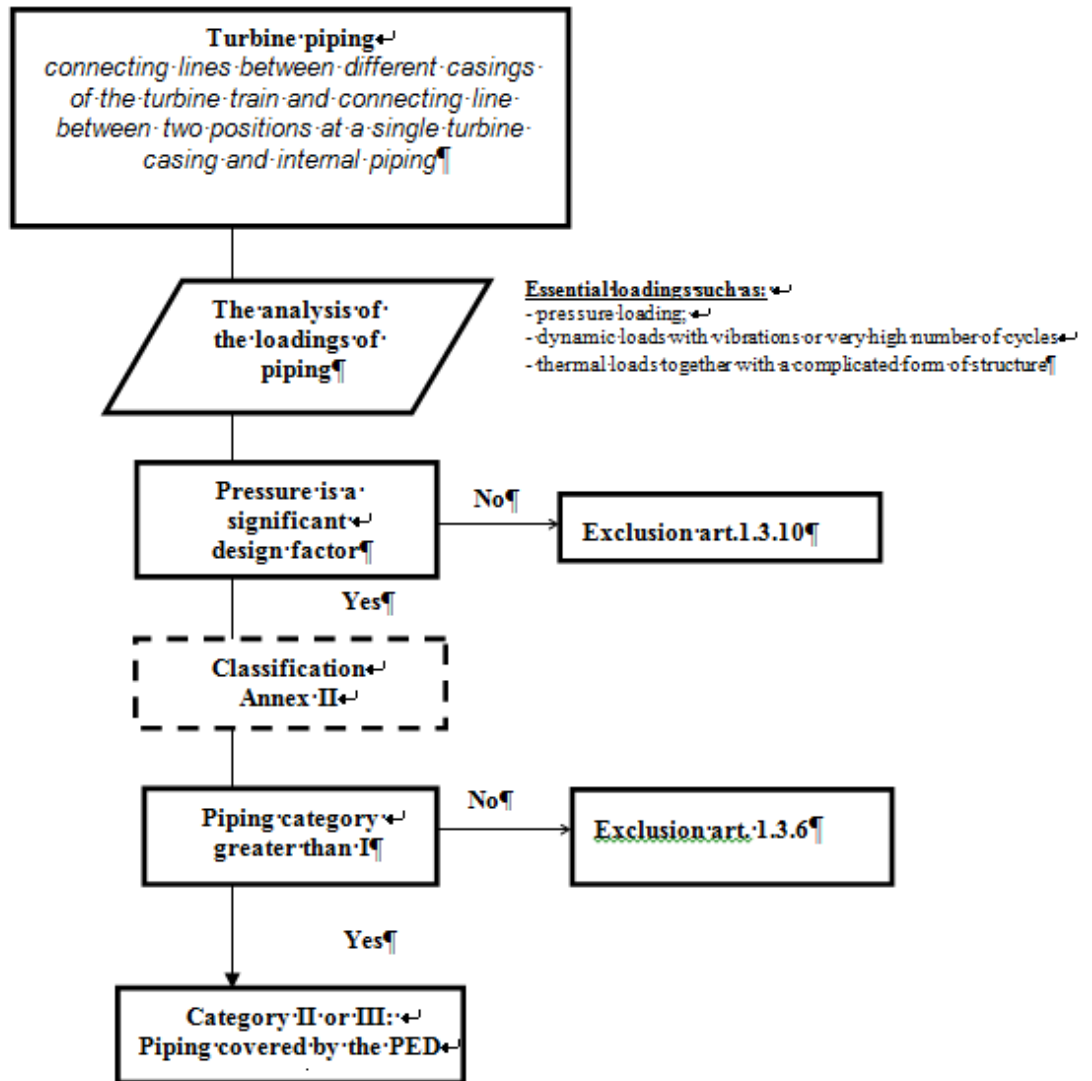 Turbine piping
connecting lines between different casings
of the turbine train and connecting line
between two positions at a single turbine
casing and internal piping
The analysis of
the loadings of
piping
Essential loadings such as:
- pressure loading;
- dynamic loads with vibrations or very high number of cycles
- thermal loads together with a complicated form of structure
Pressure is a
significant
design factor
No
Exclusion art.1.3.10
Yes
Classification
Annex II
Piping category
greater than I
No
Exclusion art. 1.3.6
Yes
Category II or III:
Piping covered by the PED